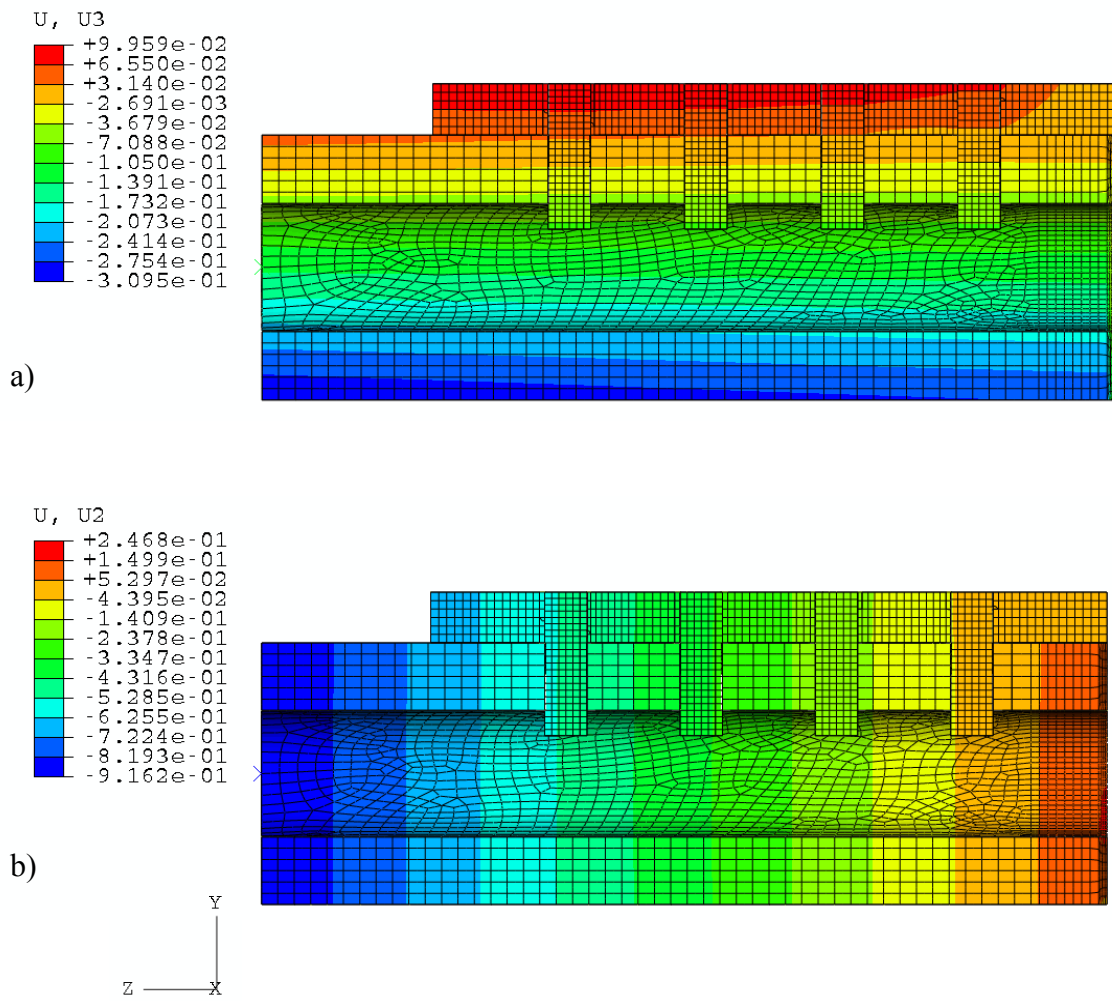 U, U3
+9.959e-02
+6.550e-02
+3.140e-02
-2.691e-03
-3.679e-02
-7.088e-02
-1.050e-01
-1.391e-01
-1.732e-01
-2.073e-01
-2.414e-01
-2.754e-01
-3.095e-01
a)
U, U2
+2.468e-01
+1.499e-01
+5.297e-02
-4.395e-02
-1.409e-01
-2.378e-01
-3.347e-01
-4.316e-01
-5.285e-01
-6.255e-01
-7.224e-01
-8.193e-01
-9.162e-01
b)
Y
Z X